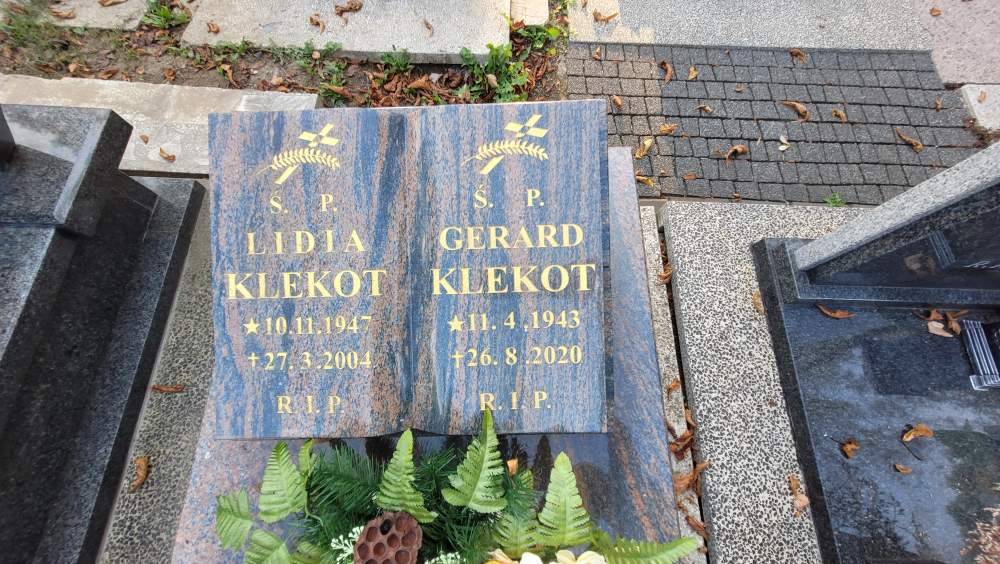 Ś. P.
LIDIA
KLEKOT
★10.11.1947
✝27.3.2004
R.I.P.
Ś. P.
GERARD
KLEKOT
★11.4.1943
✝26.8.2020
R.I.P.